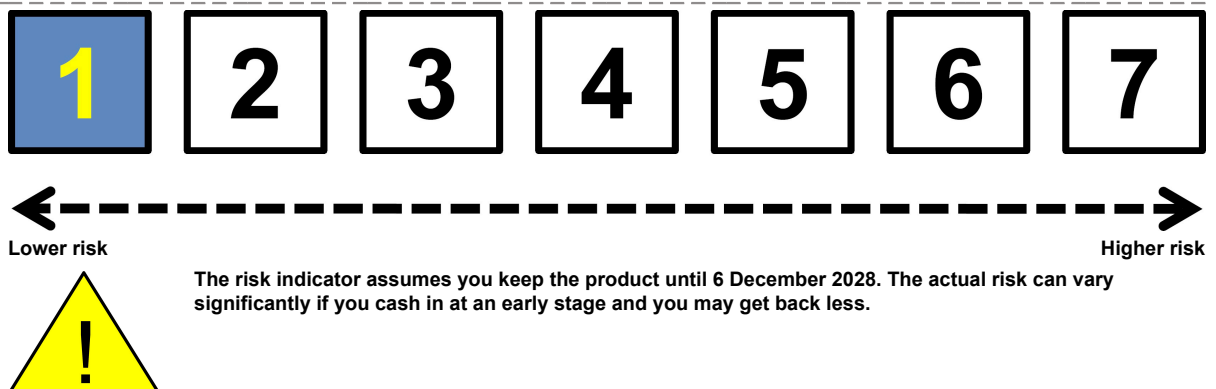 1 2 3 4 5 6 7
Lower risk Higher risk
The risk indicator assumes you keep the product until 6 December 2028. The actual risk can vary
significantly if you cash in at an early stage and you may get back less.
!